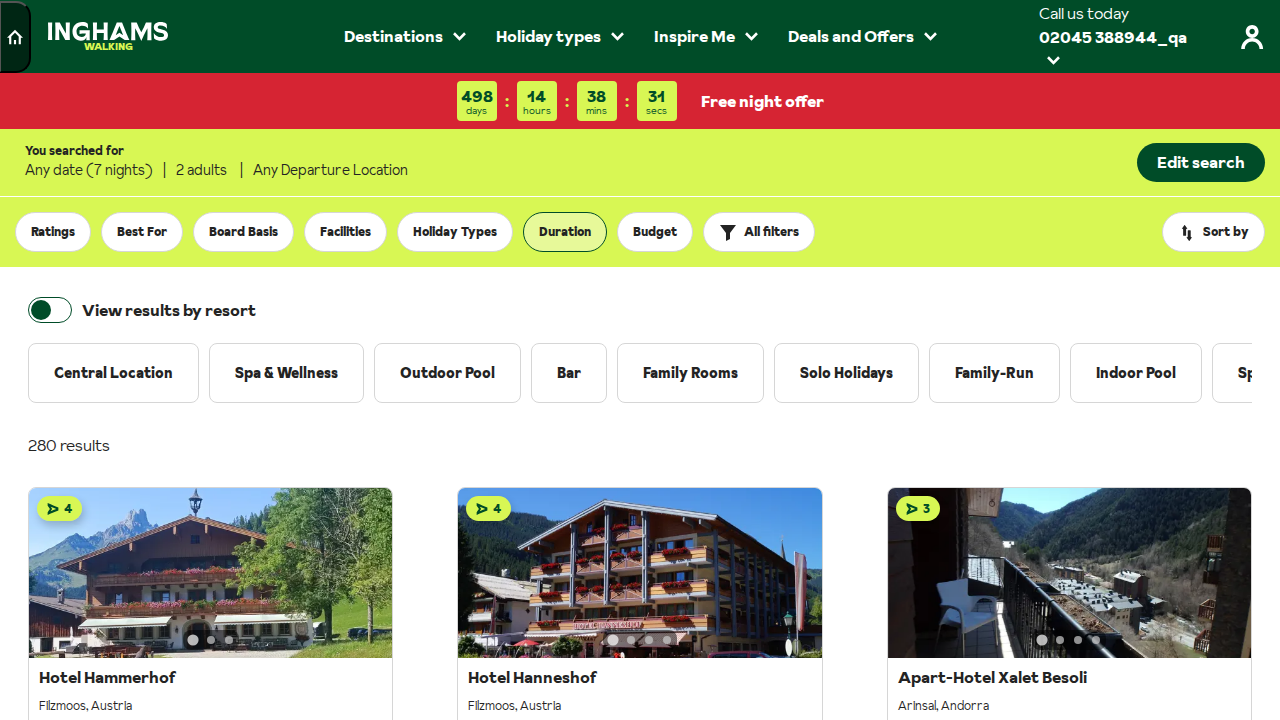 INGHAMS
WALKING
Destinations
Holiday types
Inspire Me
Deals and Offers
Call us today
02045 388944_qa
498 days : 14 hours : 38 mins : 31 secs
Free night offer
You searched for
Any date (7 nights) | 2 adults | Any Departure Location
Edit search
Ratings
Best For
Board Basis
Facilities
Holiday Types
Duration
Budget
All filters
Sort by
View results by resort
Central Location
Spa & Wellness
Outdoor Pool
Bar
Family Rooms
Solo Holidays
Family-Run
Indoor Pool
Sp
280 results
4
4
3
Hotel Hammerhof
Filzmoos, Austria
Hotel Hanneshof
Filzmoos, Austria
Apart-Hotel Xalet Besoli
Arinsal, Andorra